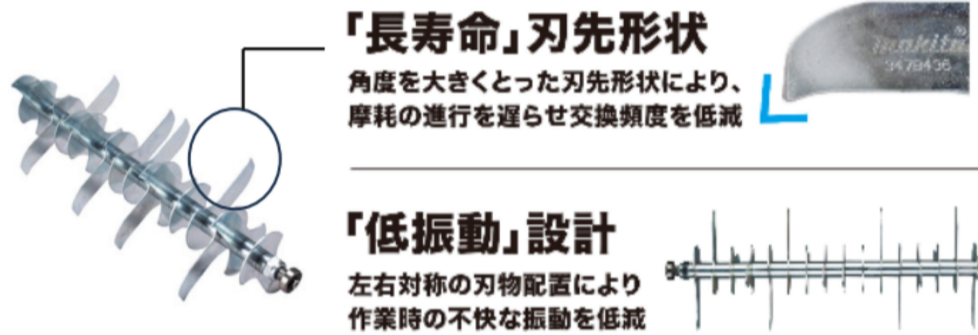 「長寿命」刃先形状
角度を大きくとった刃先形状により、
摩耗の進行を遅らせ交換頻度を低減
makita®
3478436
「低振動」設計
左右対称の刃物配置により
作業時の不快な振動を低減